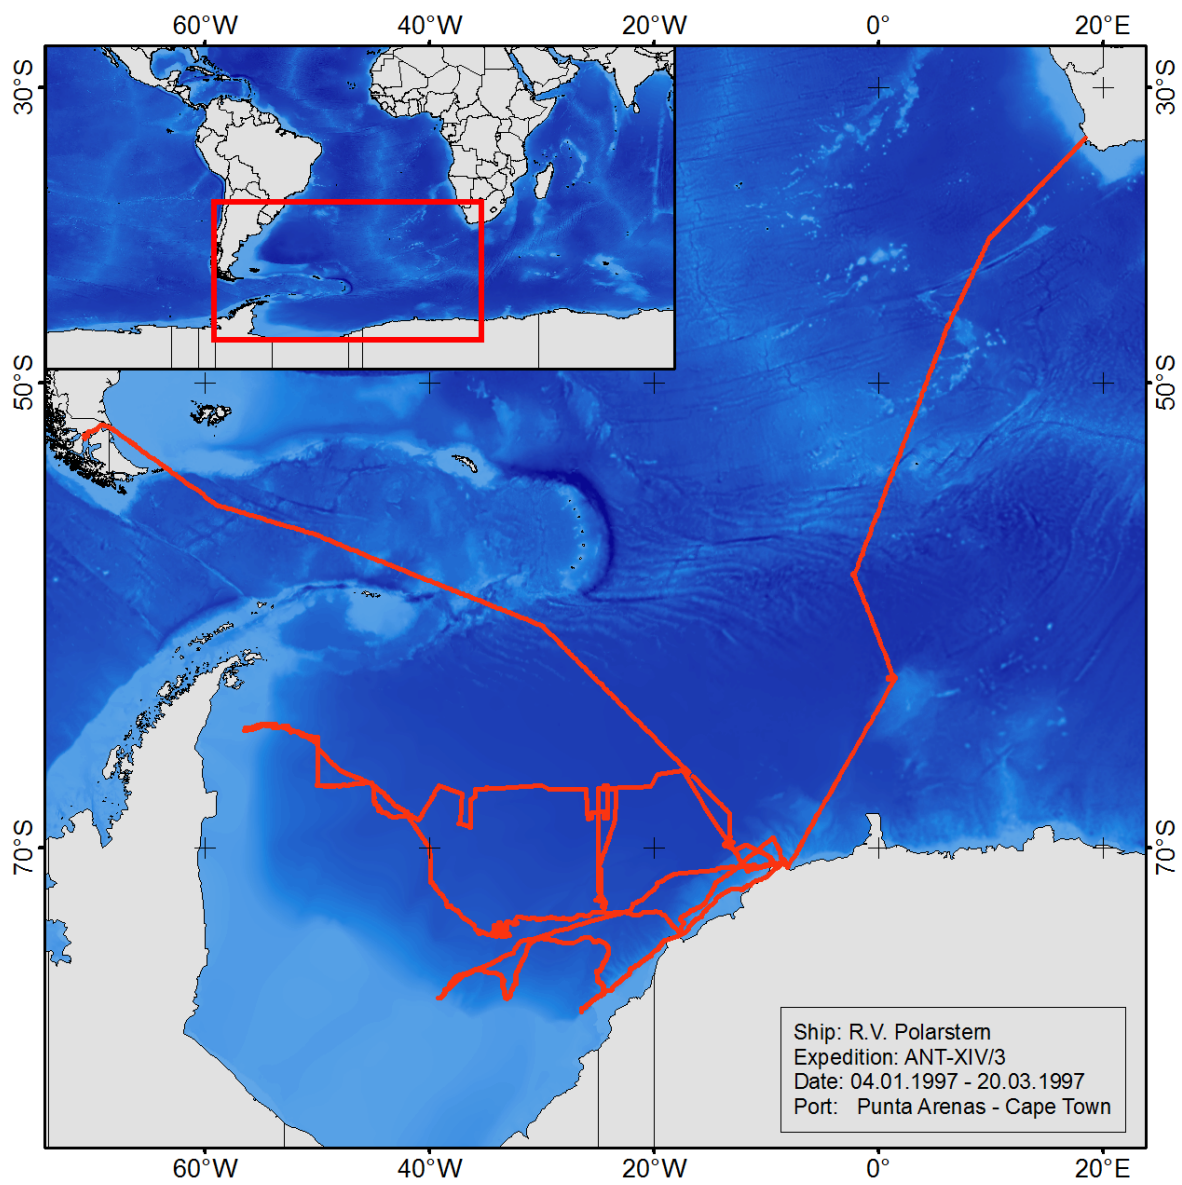 60°W 40°W 20°W 0° 20°E
30°S 30°S
50°S 50°S
70°S 70°S
Ship: R.V. Polarstern
Expedition: ANT-XIV/3
Date: 04.01.1997 - 20.03.1997
Port: Punta Arenas - Cape Town
60°W 40°W 20°W 0° 20°E